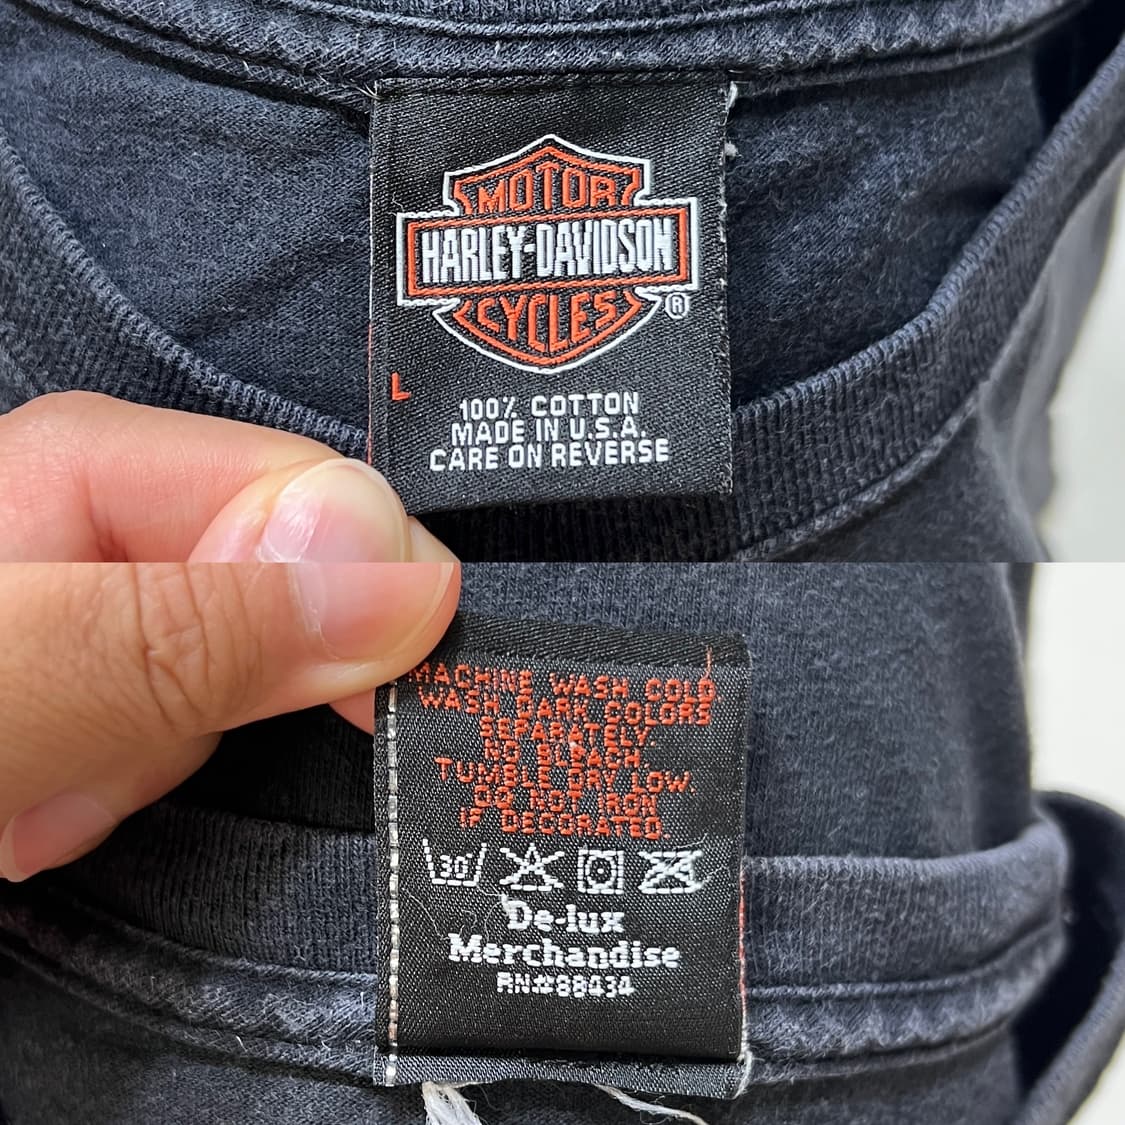 MOTOR
HARLEY-DAVIDSON
CYCLES
®
L
100% COTTON
MADE IN U.S.A.
CARE ON REVERSE
MACHINE WASH COLD
WASH DARK COLORS
SEPARATELY.
NO BLEACH.
TUMBLE DRY LOW.
DO NOT IRON
IF DECORATED.
30°
De-lux
Merchandise
RN#88434